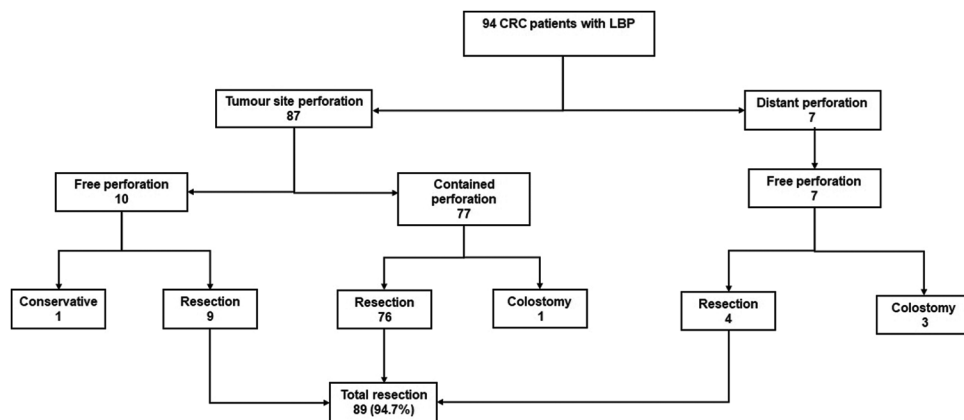 94 CRC patients with LBP
Tumour site perforation
87
Distant perforation
7
Free perforation
10
Contained
perforation
77
Free perforation
7
Conservative
1
Resection
9
Resection
76
Colostomy
1
Resection
4
Colostomy
3
Total resection
89 (94.7%)